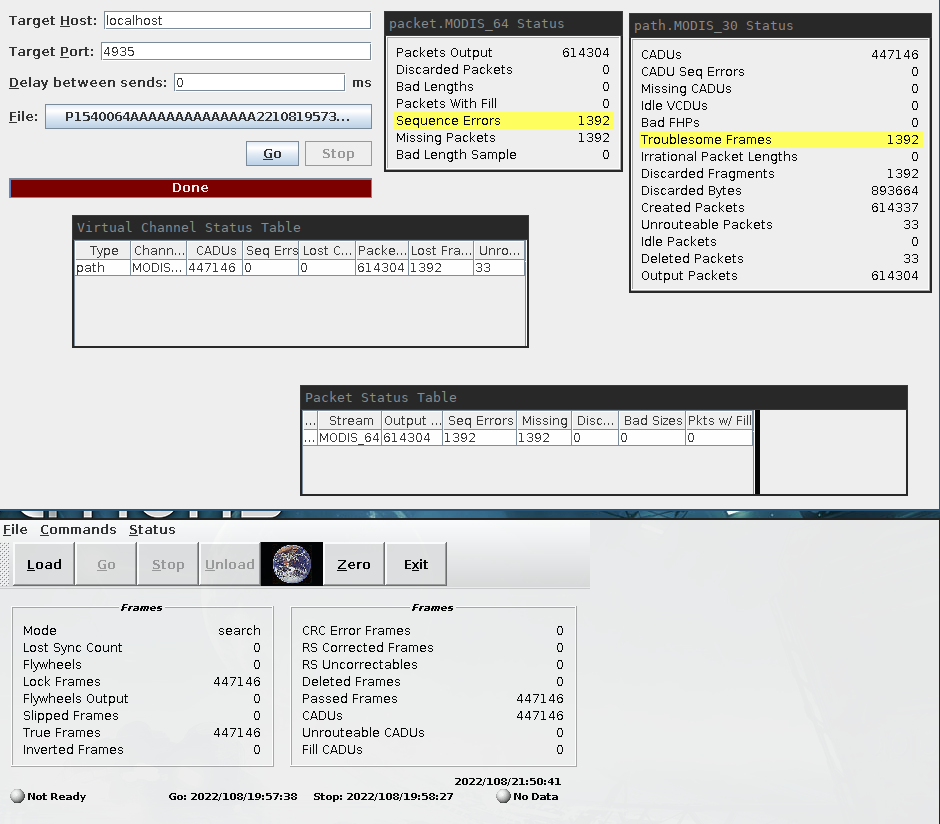 Target Host: localhost
Target Port: 4935
Delay between sends: 0 ms
File: P1540064AAAAAAAAAAAAAA2210819573...
Go Stop
Done
packet.MODIS_64 Status
Packets Output 614304
Discarded Packets 0
Bad Lengths 0
Packets With Fill 0
Sequence Errors 1392
Missing Packets 1392
Bad Length Sample 0
path.MODIS_30 Status
CADUs 447146
CADU Seq Errors 0
Missing CADUs 0
Idle VCDUs 0
Bad FHPs 0
Troublesome Frames 1392
Irrational Packet Lengths 0
Discarded Fragments 1392
Discarded Bytes 893664
Created Packets 614337
Unrouteable Packets 33
Idle Packets 0
Deleted Packets 33
Output Packets 614304
Virtual Channel Status Table
Type Chann... CADUs Seq Errs Lost C... Packe... Lost Fra... Unro...
path MODIS... 447146 0 0 614304 1392 33
Packet Status Table
... Stream Output ... Seq Errors Missing Disc... Bad Sizes Pkts w/ Fill
... MODIS_64 614304 1392 1392 0 0 0
File Commands Status
Load Go Stop Unload Zero Exit
Frames
Mode search
Lost Sync Count 0
Flywheels 0
Lock Frames 447146
Flywheels Output 0
Slipped Frames 0
True Frames 447146
Inverted Frames 0
Frames
CRC Error Frames 0
RS Corrected Frames 0
RS Uncorrectables 0
Deleted Frames 0
Passed Frames 447146
CADUs 447146
Unrouteable CADUs 0
Fill CADUs 0
2022/108/21:50:41
Not Ready Go: 2022/108/19:57:38 Stop: 2022/108/19:58:27 No Data